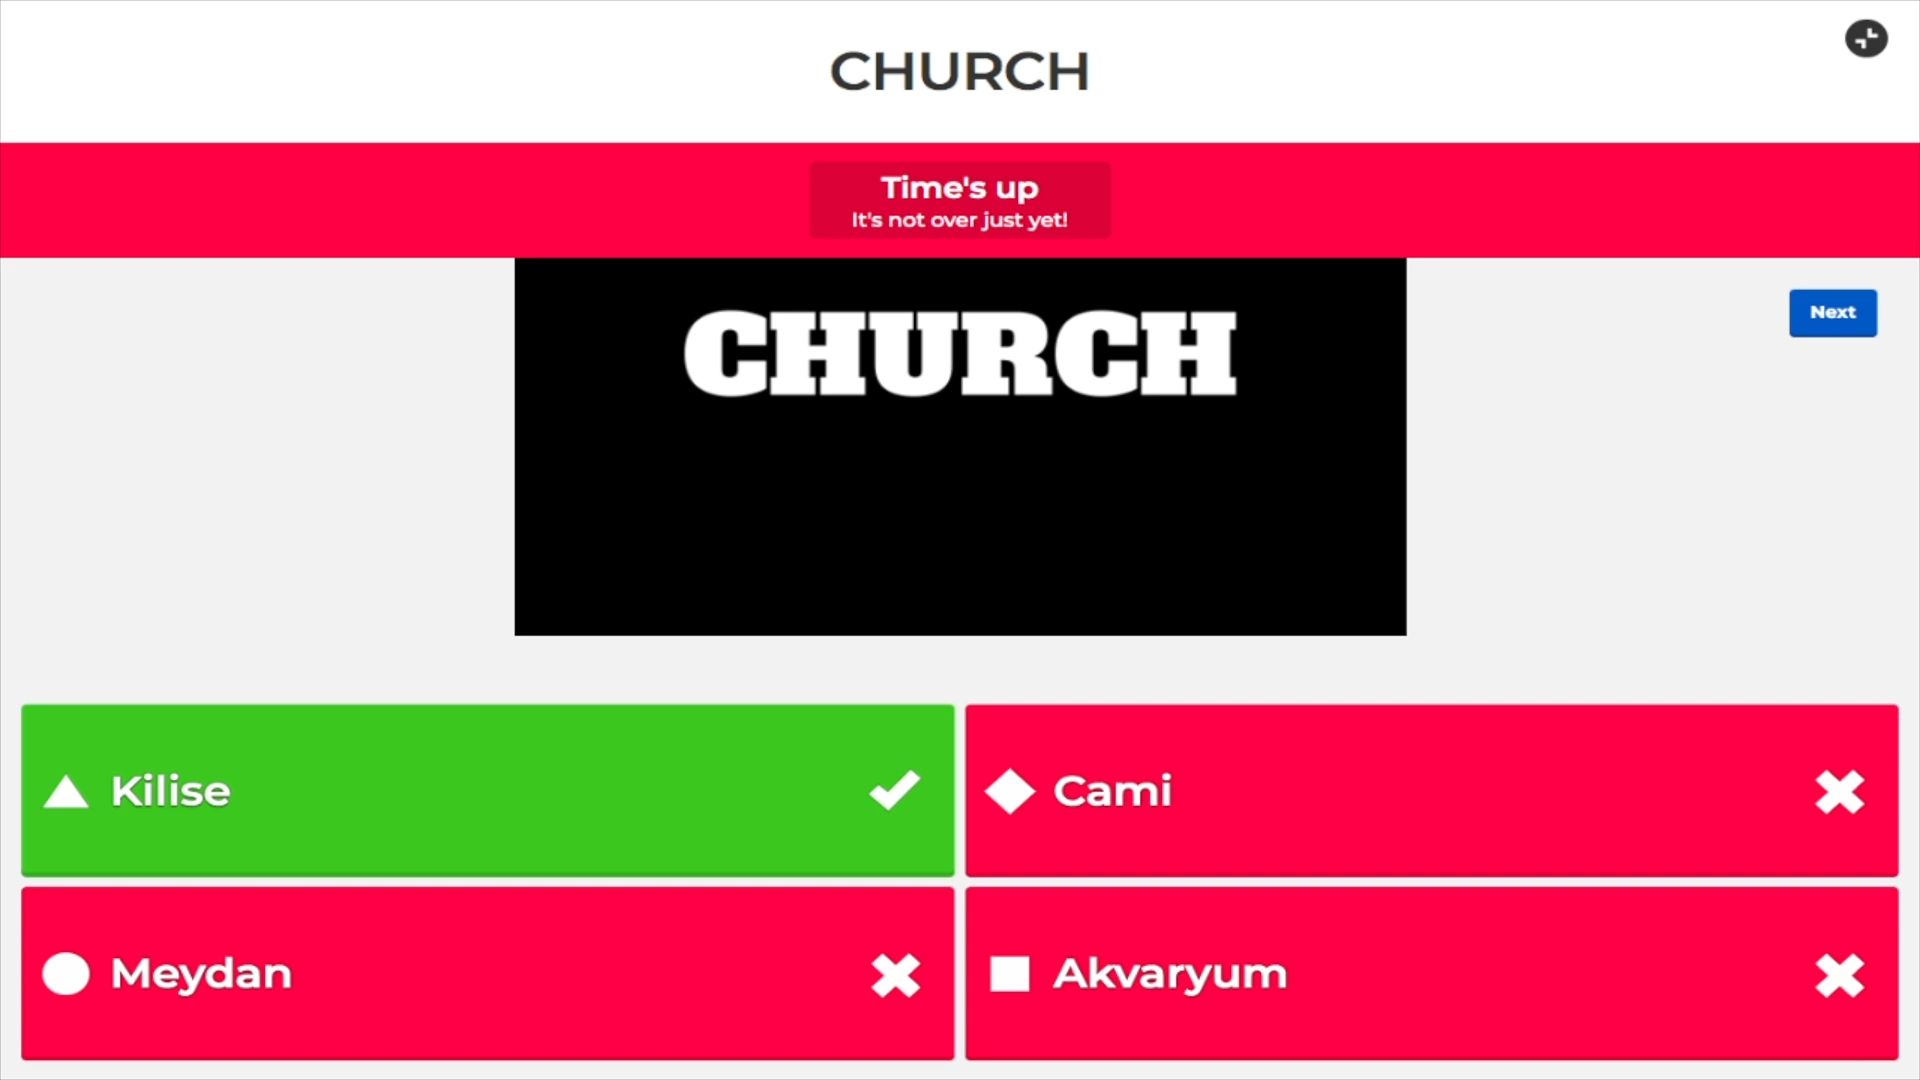 CHURCH
Time's up
It's not over just yet!
CHURCH
Next
Kilise
Cami
Meydan
Akvaryum